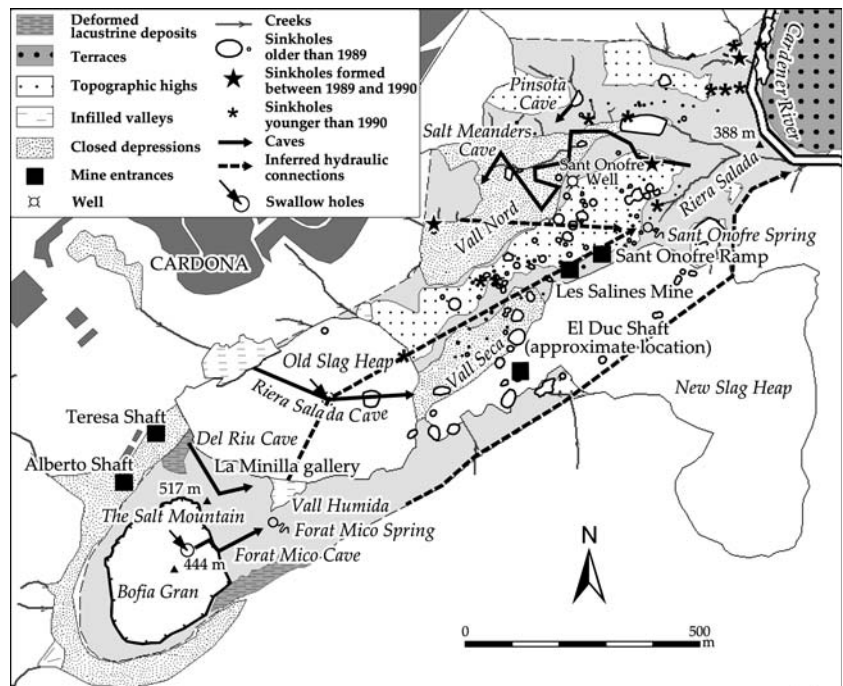 Deformed
lacustrine deposits
Terraces
Topographic highs
Infilled valleys
Closed depressions
Mine entrances
Well
Creeks
Sinkholes
older than 1989
Sinkholes formed
between 1989 and 1990
Sinkholes
younger than 1990
Caves
Inferred hydraulic
connections
Swallow holes
Pinsota
Cave
Cardener River
388 m
Salt Meanders
Cave
Sant Onofre
Well
Riera Salada
Vall Nord
Sant Onofre Spring
Sant Onofre Ramp
Les Salines Mine
CARDONA
El Duc Shaft
(approximate location)
Vall Seca
Old Slag Heap
Riera Salada Cave
New Slag Heap
Teresa Shaft
Del Riu Cave
La Minilla gallery
Alberto Shaft
517 m
Vall Humida
The Salt Mountain
Forat Mico Spring
444 m
Forat Mico Cave
Bofia Gran
N
0
500
m